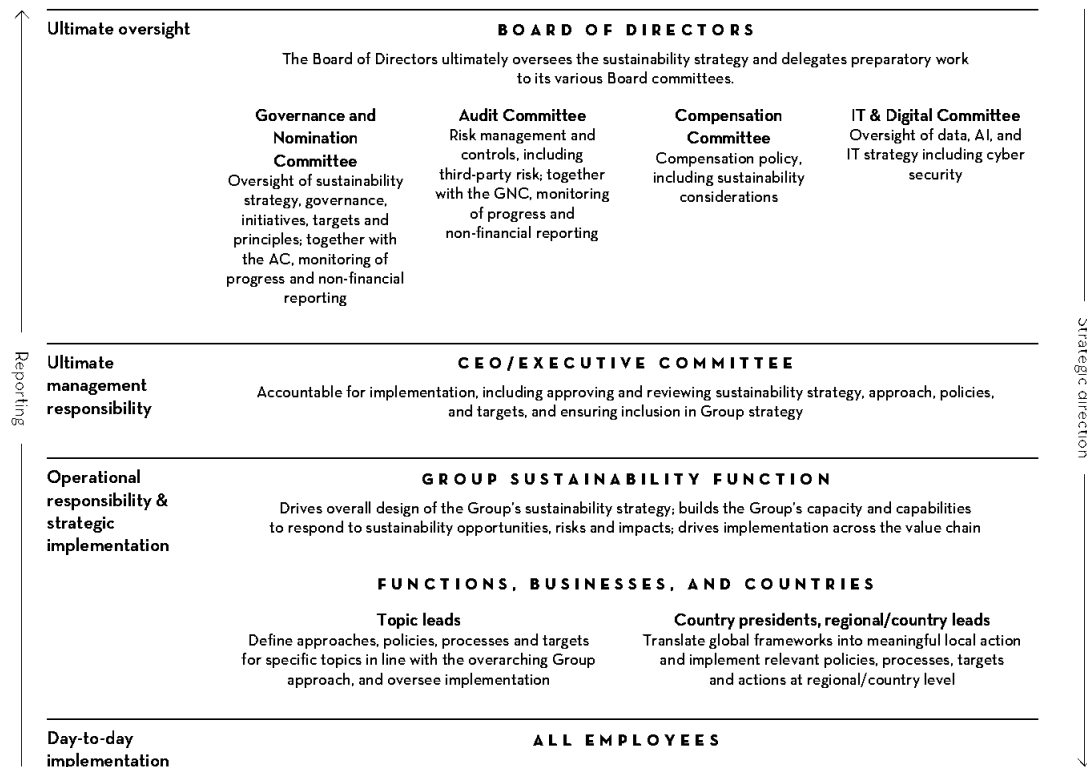 Ultimate oversight
BOARD OF DIRECTORS
The Board of Directors ultimately oversees the sustainability strategy and delegates preparatory work
to its various Board committees.
Governance and
Nomination
Committee
Oversight of sustainability
strategy, governance,
initiatives, targets and
principles; together with
the AC, monitoring of
progress and non-financial
reporting
Audit Committee
Risk management and
controls, including
third-party risk; together
with the GNC, monitoring
of progress and
non-financial reporting
Compensation
Committee
Compensation policy,
including sustainability
considerations
IT & Digital Committee
Oversight of data, AI, and
IT strategy including cyber
security
Reporting
Strategic direction
Ultimate
management
responsibility
CEO/EXECUTIVE COMMITTEE
Accountable for implementation, including approving and reviewing sustainability strategy, approach, policies,
and targets, and ensuring inclusion in Group strategy
Operational
responsibility &
strategic
implementation
GROUP SUSTAINABILITY FUNCTION
Drives overall design of the Group's sustainability strategy; builds the Group's capacity and capabilities
to respond to sustainability opportunities, risks and impacts; drives implementation across the value chain
FUNCTIONS, BUSINESSES, AND COUNTRIES
Topic leads
Define approaches, policies, processes and targets
for specific topics in line with the overarching Group
approach, and oversee implementation
Country presidents, regional/country leads
Translate global frameworks into meaningful local action
and implement relevant policies, processes, targets
and actions at regional/country level
Day-to-day
implementation
ALL EMPLOYEES